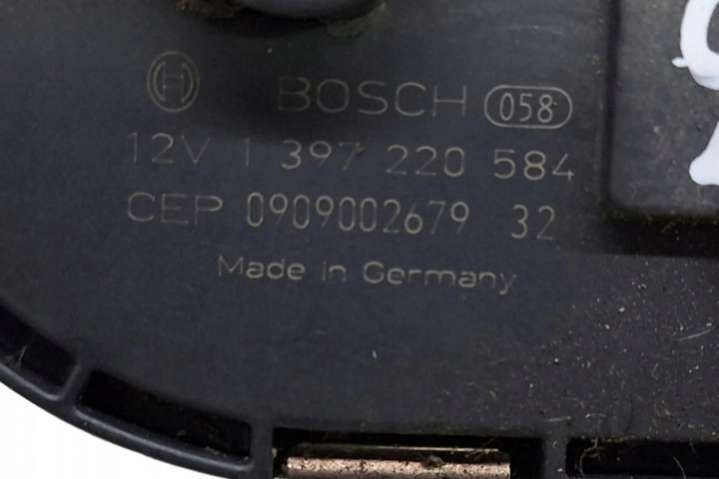 BOSCH 058
12V 1 397 220 584
CEP 0909002679 32
Made in Germany